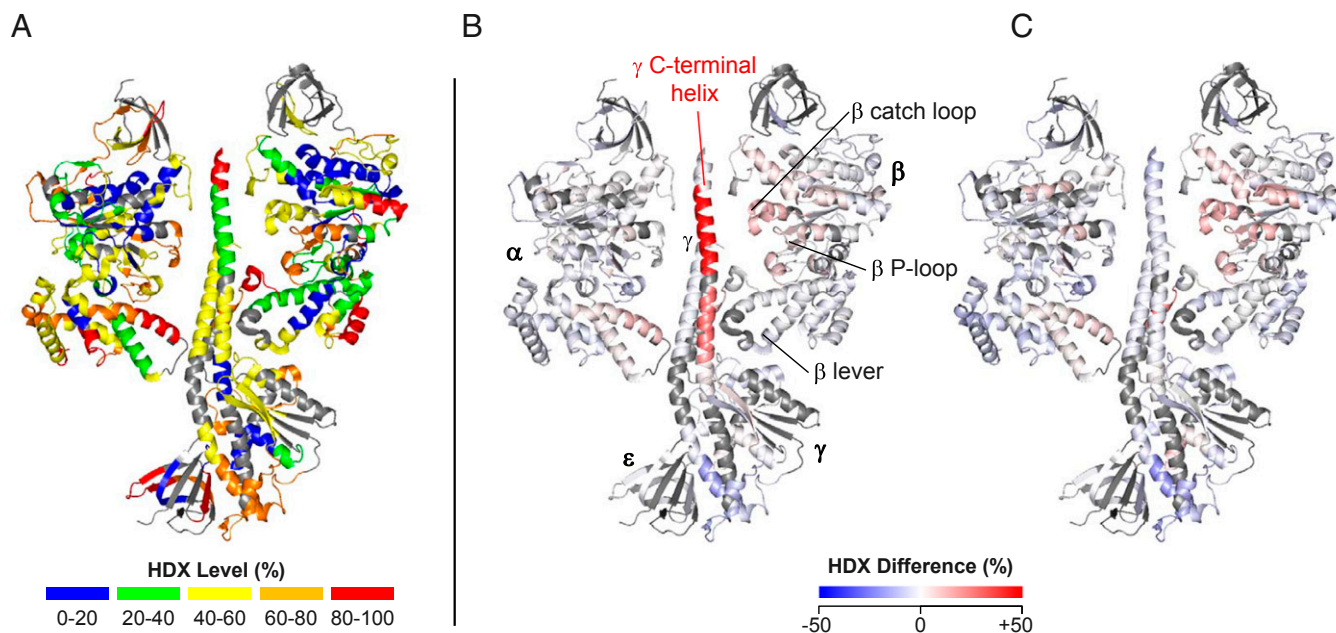 A
B
C
γ C-terminal
helix
β catch loop
β
α
γ
β P-loop
β lever
ε
γ
HDX Level (%)
0-20 20-40 40-60 60-80 80-100
HDX Difference (%)
-50 0 +50